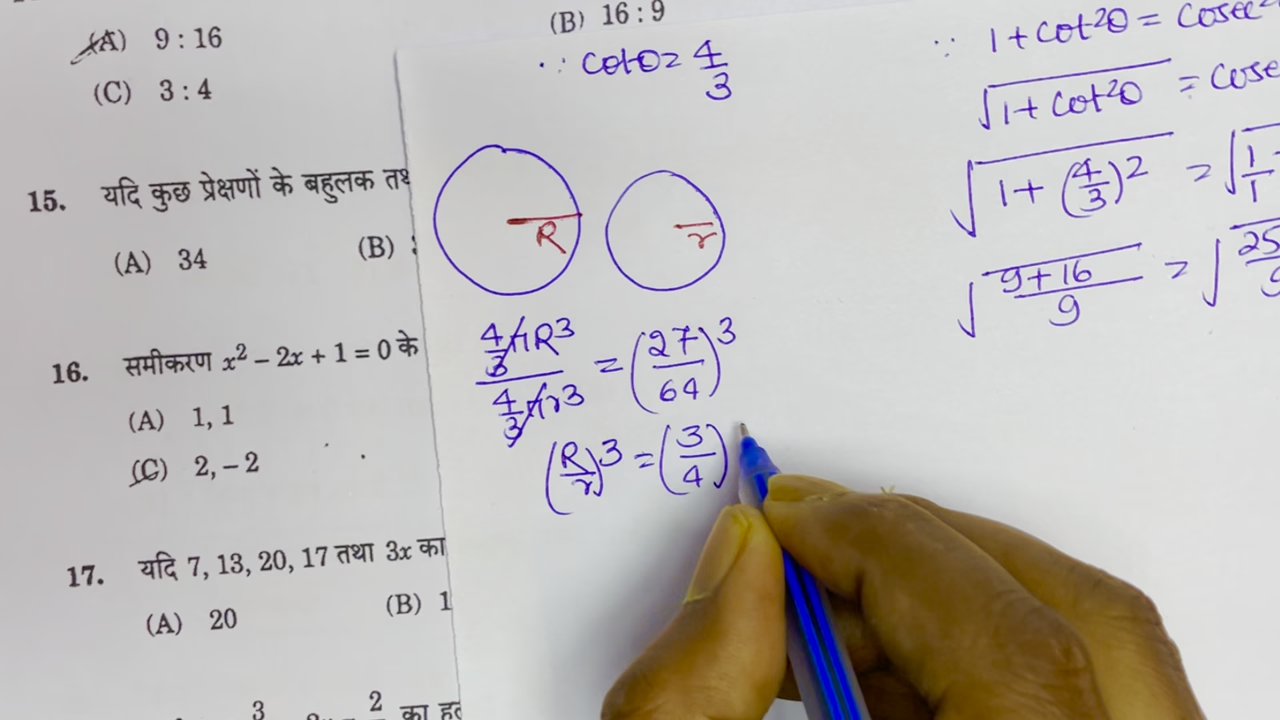 (A) 9 : 16
(B) 16 : 9
(C) 3 : 4
15. यदि कुछ प्रेक्षणों के बहुलक
(A) 34
(B)
16. समीकरण x² – 2x + 1 = 0 के
(A) 1, 1
(C) 2, – 2
17. यदि 7, 13, 20, 17 तथा 3x का
(A) 20
(B) 1
3 2
∵ cotθ = 4/3
R
r
(4/3 πR³)/(4/3 πr³) = (27/64)³
(R/r)³ = (3/4)
∵ 1 + cot²θ = cosec²
√(1 + cot²θ) = cose
√(1 + (4/3)²) =
√((9+16)/9) = √(25